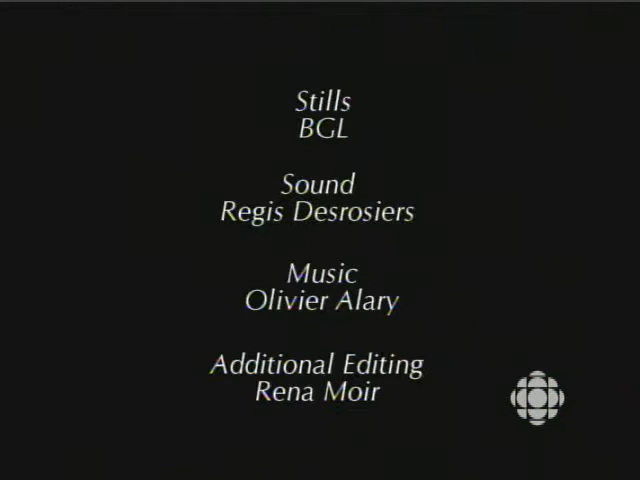 Stills
BGL
Sound
Regis Desrosiers
Music
Olivier Alary
Additional Editing
Rena Moir